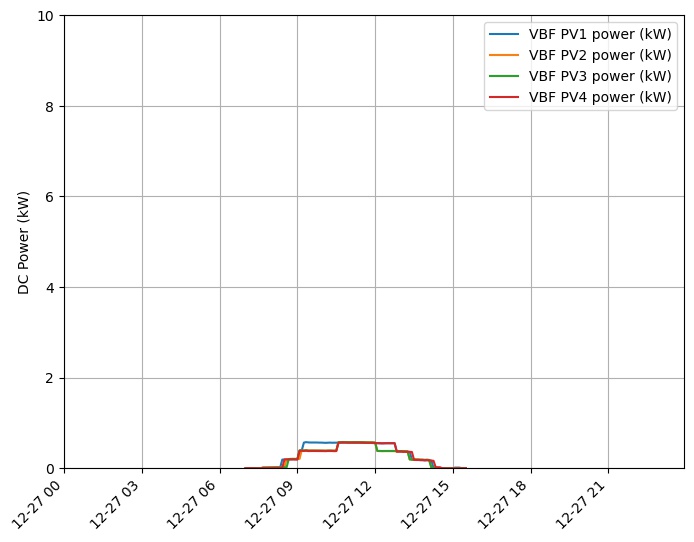 10
8
6
4
2
0
DC Power (kW)
VBF PV1 power (kW)
VBF PV2 power (kW)
VBF PV3 power (kW)
VBF PV4 power (kW)
12-27 00
12-27 03
12-27 06
12-27 09
12-27 12
12-27 15
12-27 18
12-27 21